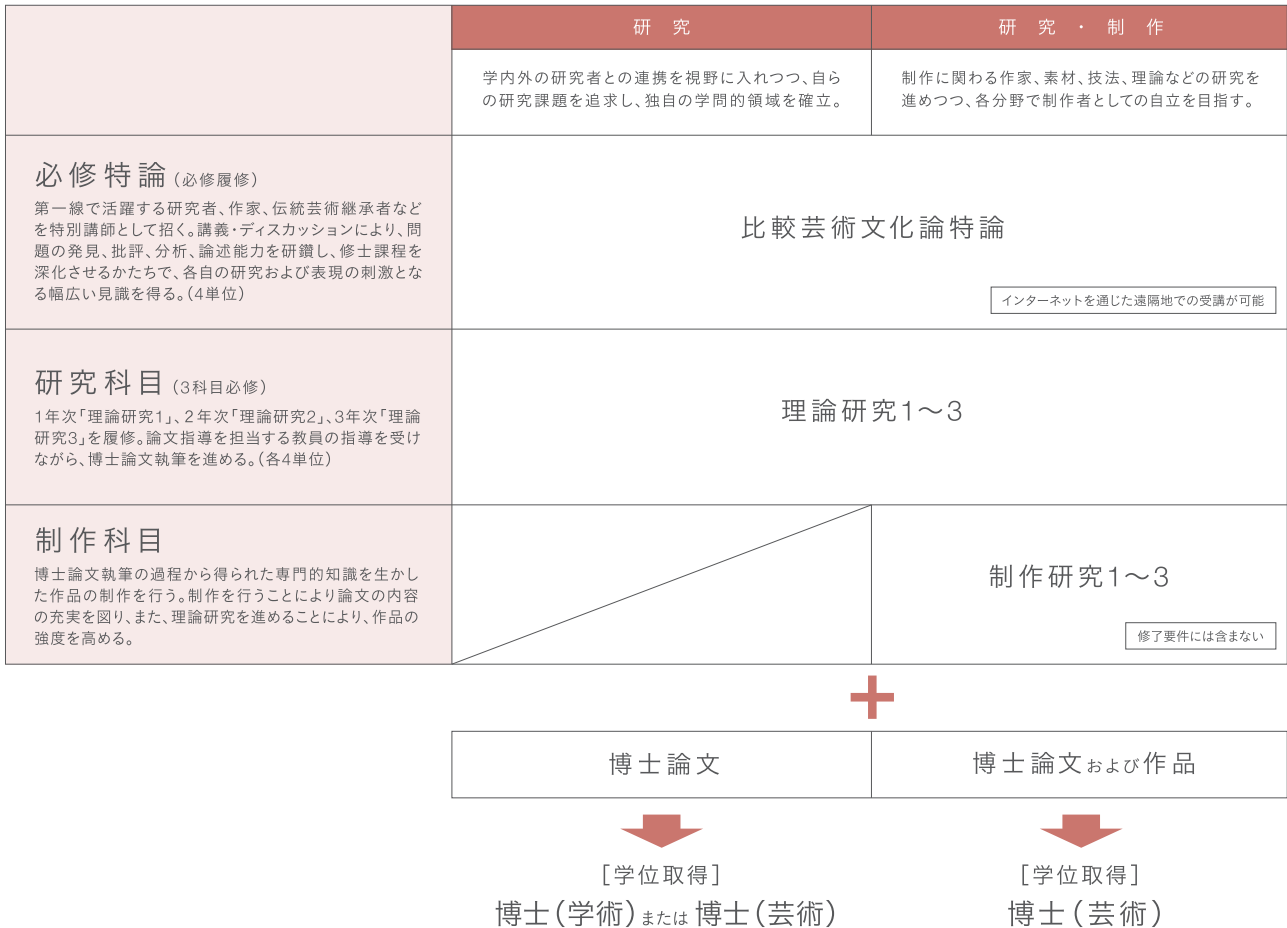 研究
研究・制作
学内外の研究者との連携を視野に入れつつ、自ら
の研究課題を追求し、独自の学問的領域を確立。
制作に関わる作家、素材、技法、理論などの研究を
進めつつ、各分野で制作者としての自立を目指す。
必修特論(必修履修)
第一線で活躍する研究者、作家、伝統芸術継承者など
を特別講師として招く。講義・ディスカッションにより、問
題の発見、批評、分析、論述能力を研鑽し、修士課程を
深化させるかたちで、各自の研究および表現の刺激とな
る幅広い見識を得る。(4単位)
比較芸術文化論特論
インターネットを通じた遠隔地での受講が可能
研究科目(3科目必修)
1年次「理論研究1」、2年次「理論研究2」、3年次「理論
研究3」を履修。論文指導を担当する教員の指導を受け
ながら、博士論文執筆を進める。(各4単位)
理論研究1〜3
制作科目
博士論文執筆の過程から得られた専門的知識を生かし
た作品の制作を行う。制作を行うことにより論文の内容
の充実を図り、また、理論研究を進めることにより、作品の
強度を高める。
制作研究1〜3
修了要件には含まない
博士論文
博士論文および作品
[学位取得]
博士(学術)または博士(芸術)
[学位取得]
博士(芸術)